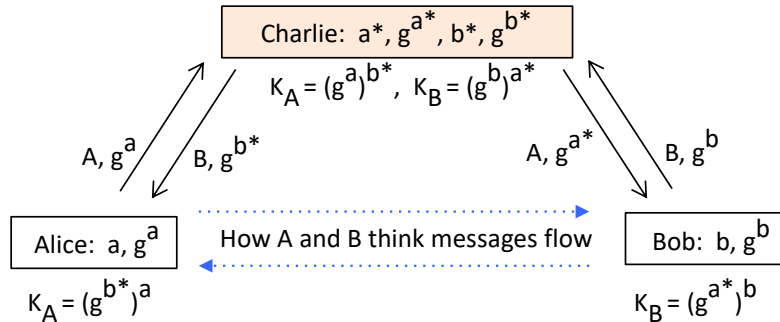 Charlie: a*, g^a*, b*, g^b*
K_A = (g^a)^b*, K_B = (g^b)^a*
A, g^a
B, g^b*
A, g^a*
B, g^b
Alice: a, g^a
How A and B think messages flow
Bob: b, g^b
K_A = (g^b*)^a
K_B = (g^a*)^b